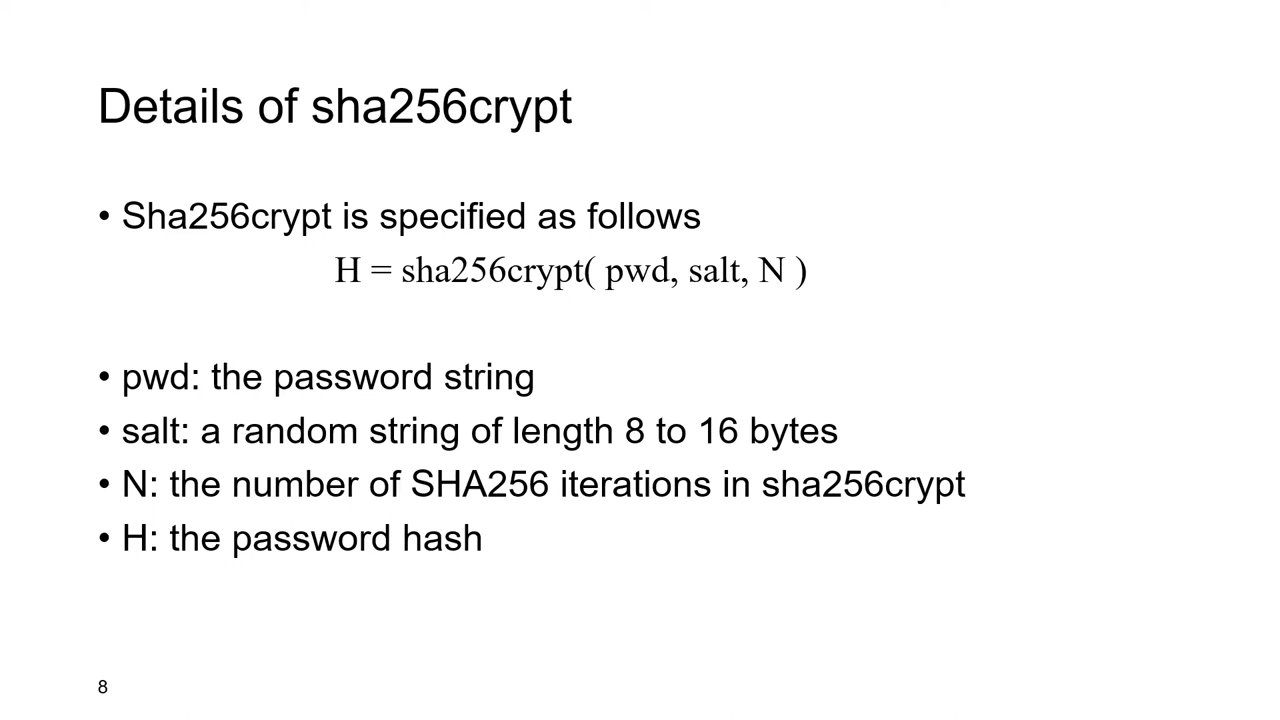 Details of sha256crypt
• Sha256crypt is specified as follows
H = sha256crypt( pwd, salt, N )
• pwd: the password string
• salt: a random string of length 8 to 16 bytes
• N: the number of SHA256 iterations in sha256crypt
• H: the password hash
8